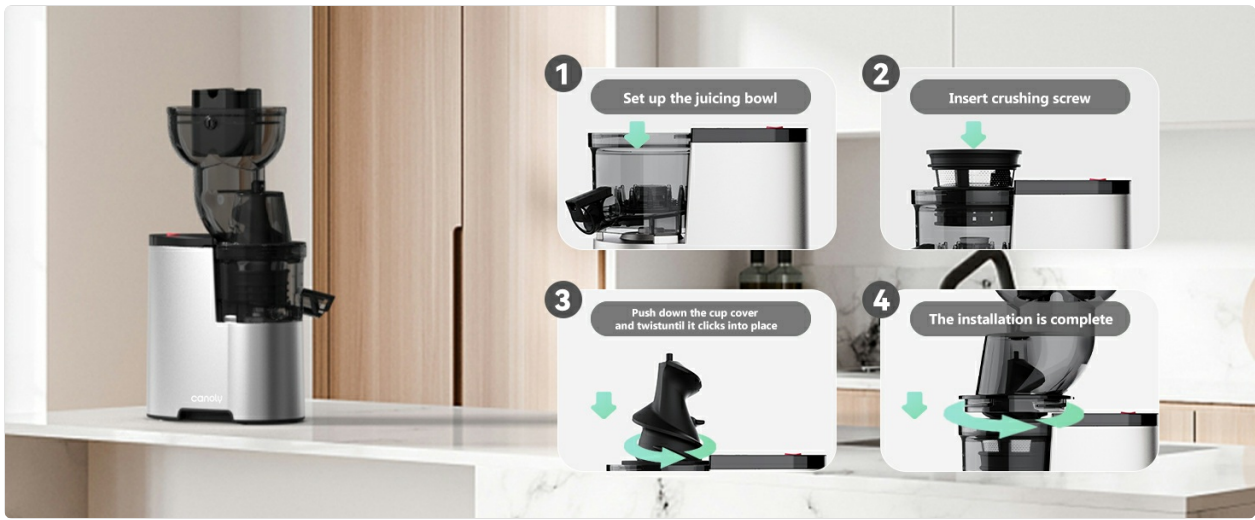 1
Set up the juicing bowl
2
Insert crushing screw
3
Push down the cup cover
and twistuntil it clicks into place
4
The installation is complete
canolu